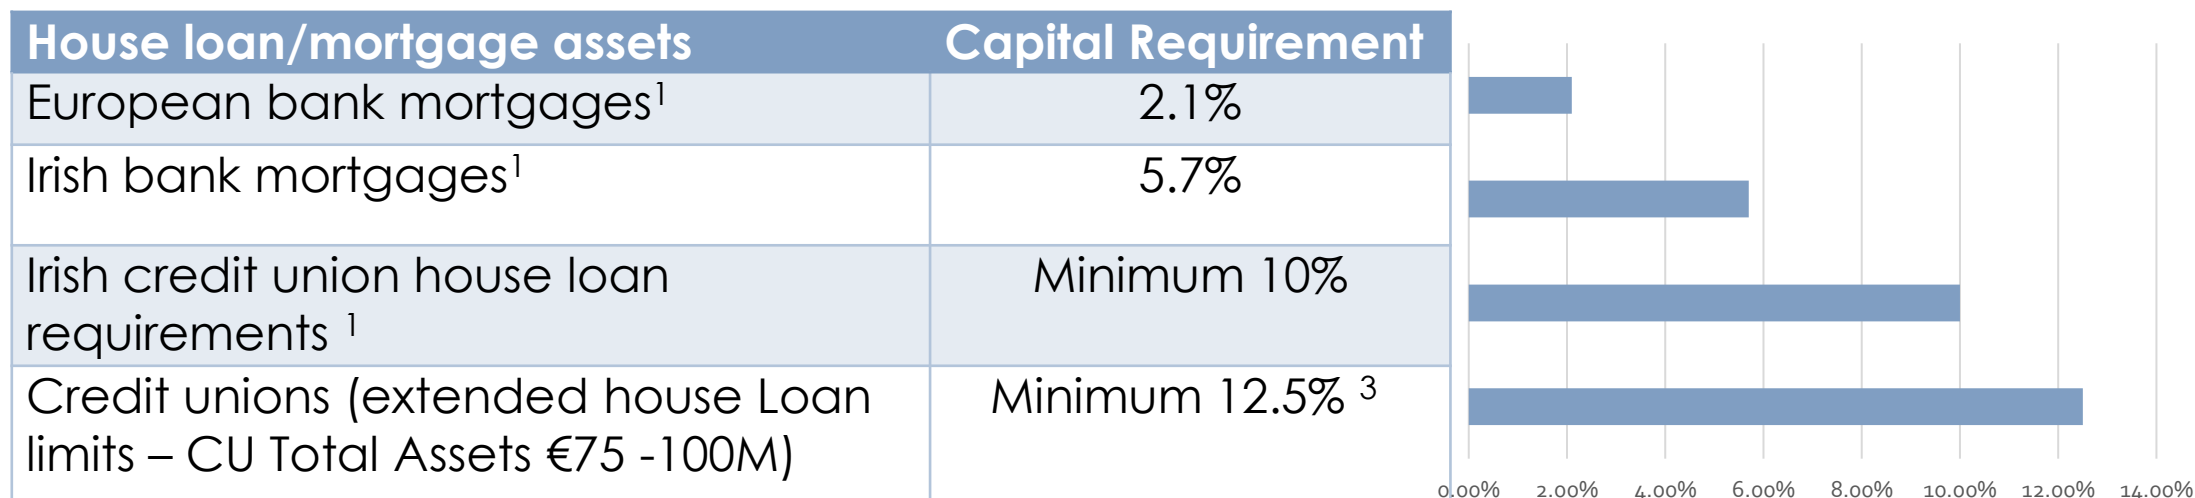 House loan/mortgage assets Capital Requirement
European bank mortgages¹ 2.1%
Irish bank mortgages¹ 5.7%
Irish credit union house loan Minimum 10%
requirements ¹
Credit unions (extended house Loan Minimum 12.5% ³
limits – CU Total Assets €75 -100M)
0.00% 2.00% 4.00% 6.00% 8.00% 10.00% 12.00% 14.00%